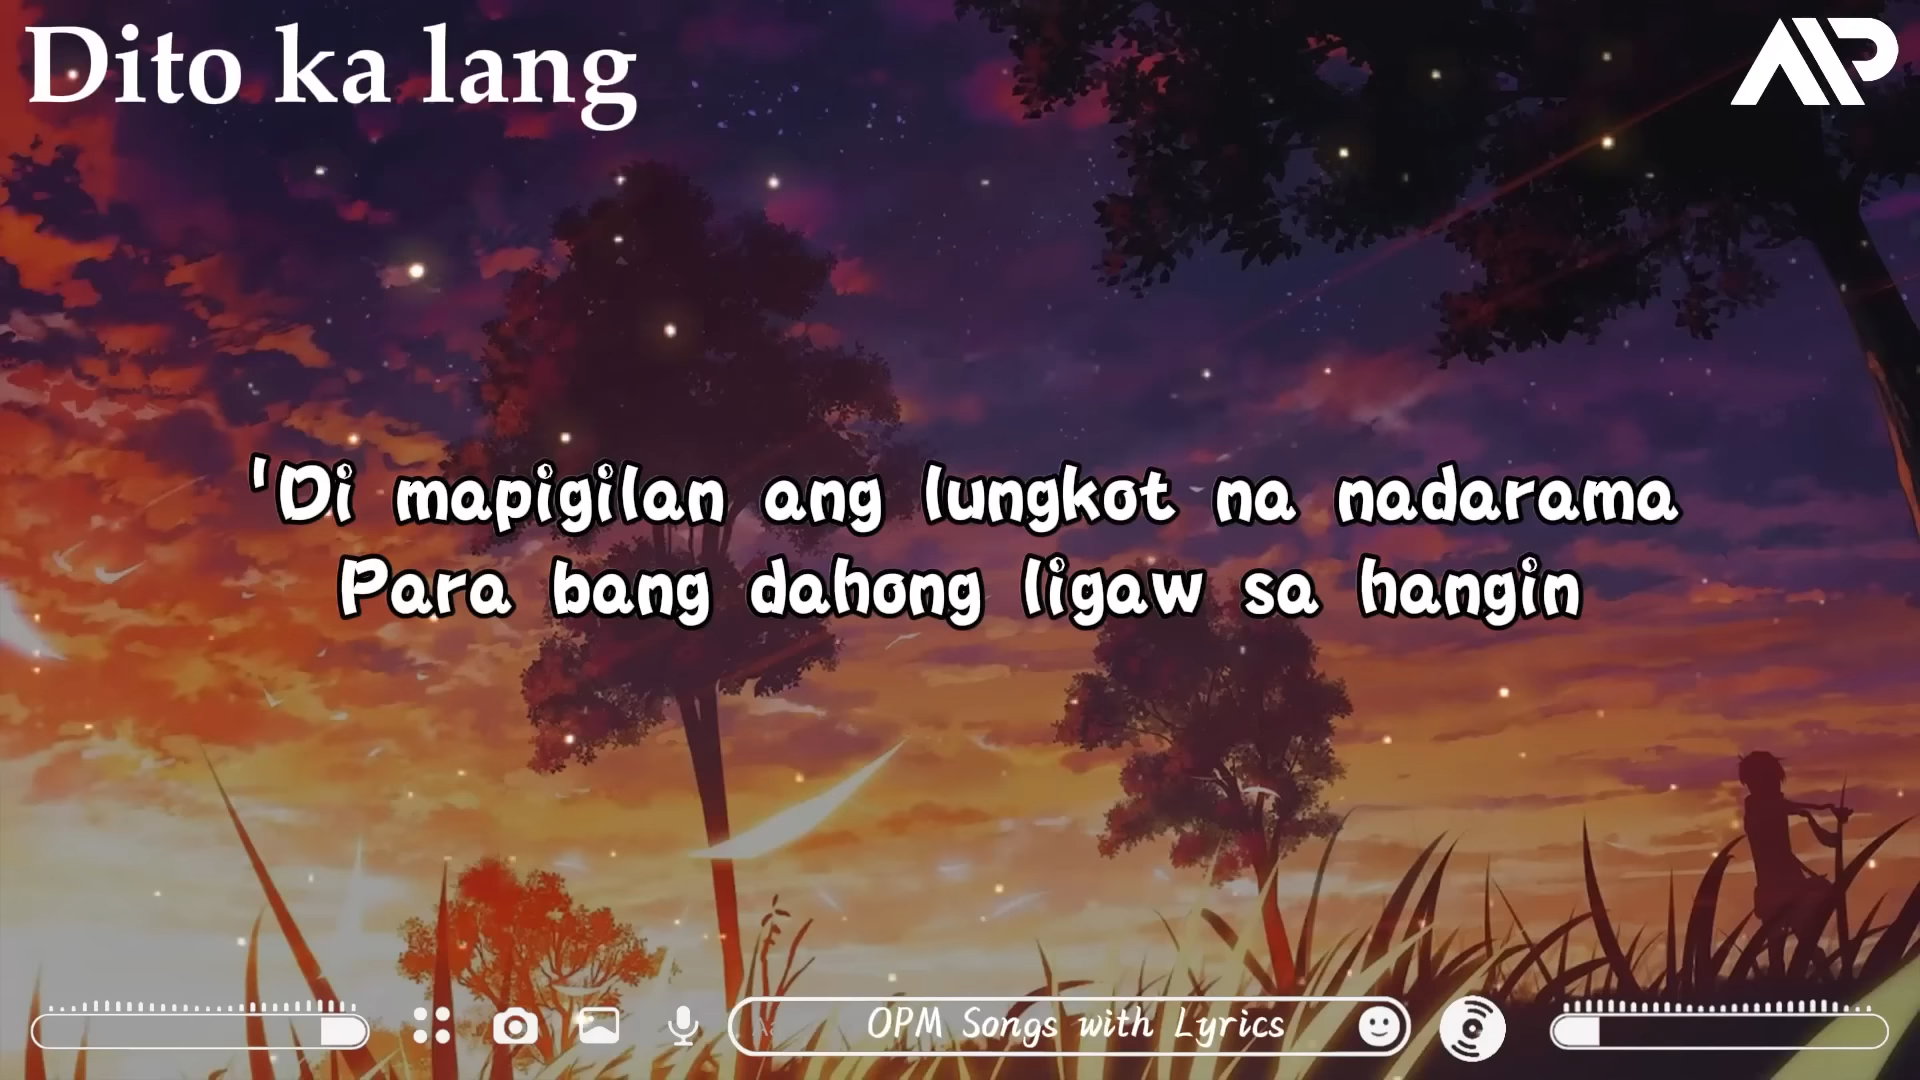 Dito ka lang
AP
'Di mapigilan ang lungkot na nadarama
Para bang dahong ligaw sa hangin
OPM Songs with Lyrics